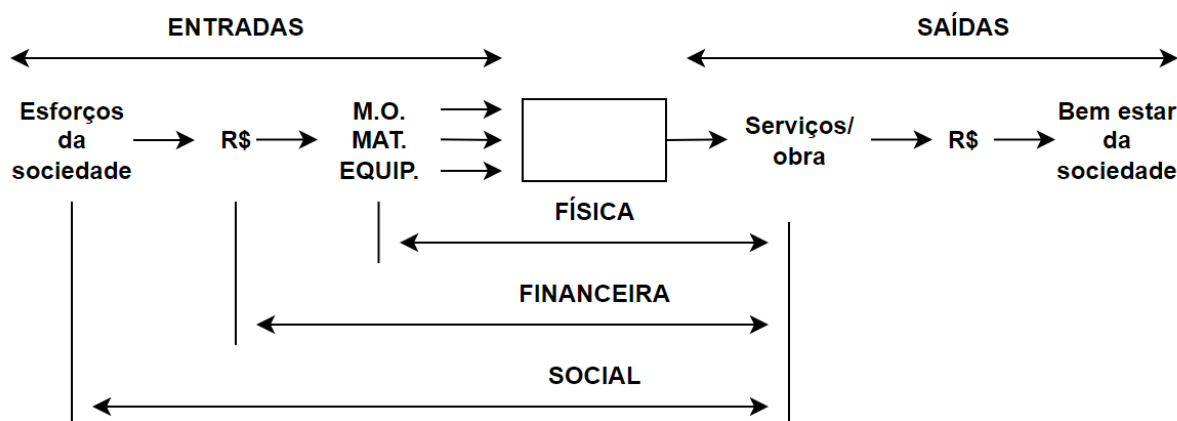 ENTRADAS
SAÍDAS
Esforços
da
sociedade
R$
M.O.
MAT.
EQUIP.
Serviços/
obra
R$
Bem estar
da
sociedade
FÍSICA
FINANCEIRA
SOCIAL